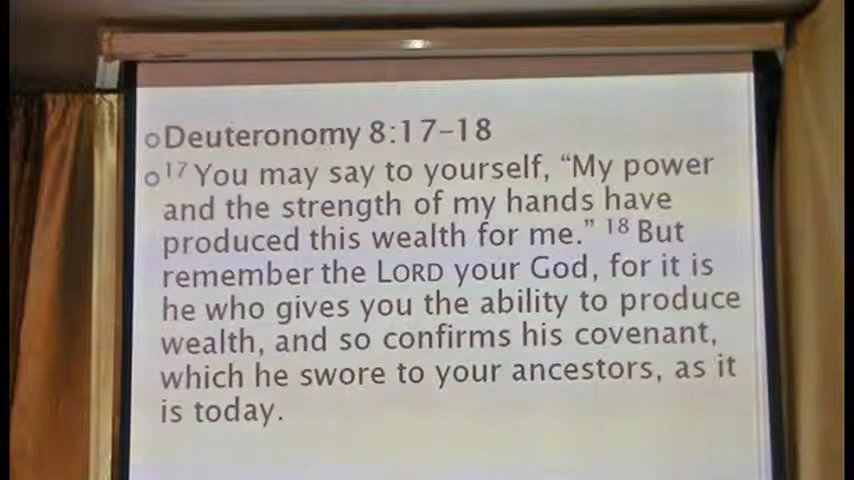 Deuteronomy 8:17–18
17 You may say to yourself, “My power
and the strength of my hands have
produced this wealth for me.” 18 But
remember the LORD your God, for it is
he who gives you the ability to produce
wealth, and so confirms his covenant,
which he swore to your ancestors, as it
is today.